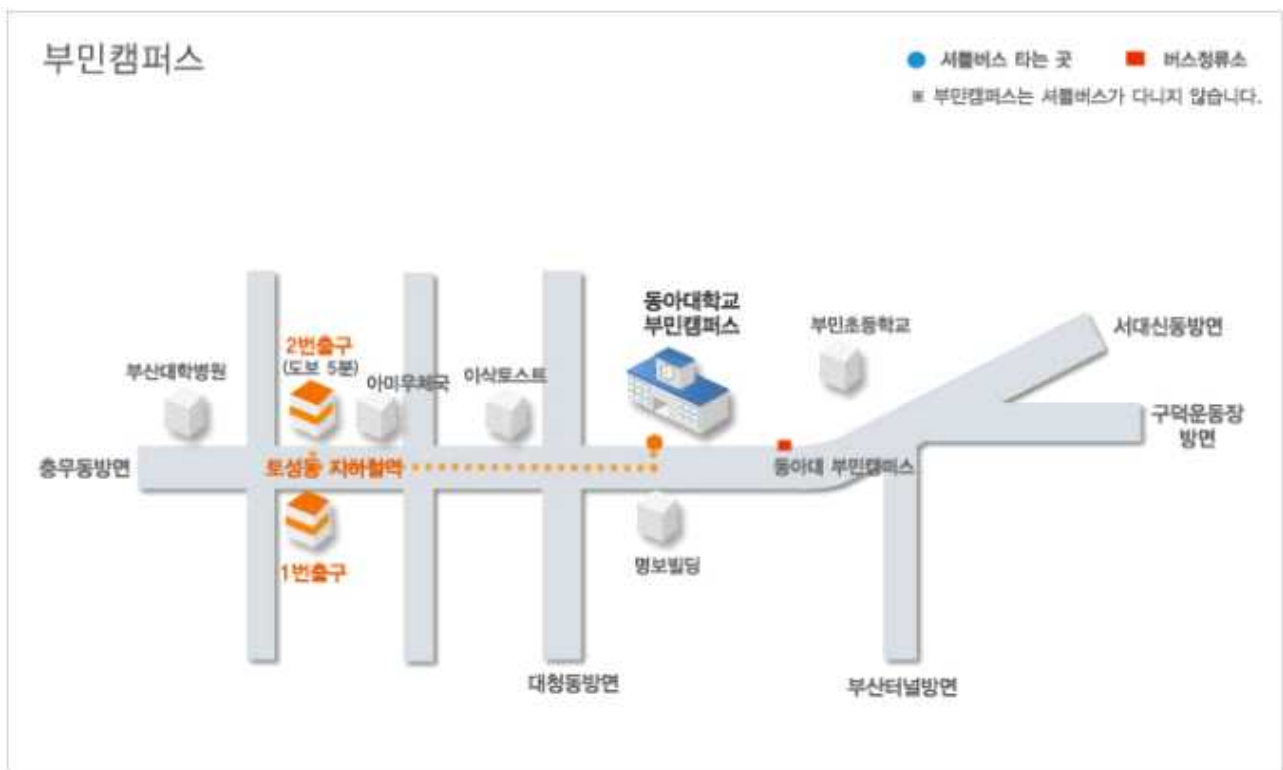 부민캠퍼스
셔틀버스 타는 곳
버스정류소
※ 부민캠퍼스는 셔틀버스가 다니지 않습니다.
동아대학교
부민캠퍼스
부민초등학교
서대신동방면
2번출구
(도보 5분)
부산대학병원
아미우체국
이삭토스트
구덕운동장
방면
충무동방면
토성동 지하철역
동아대 부민캠퍼스
1번출구
명보빌딩
대청동방면
부산터널방면